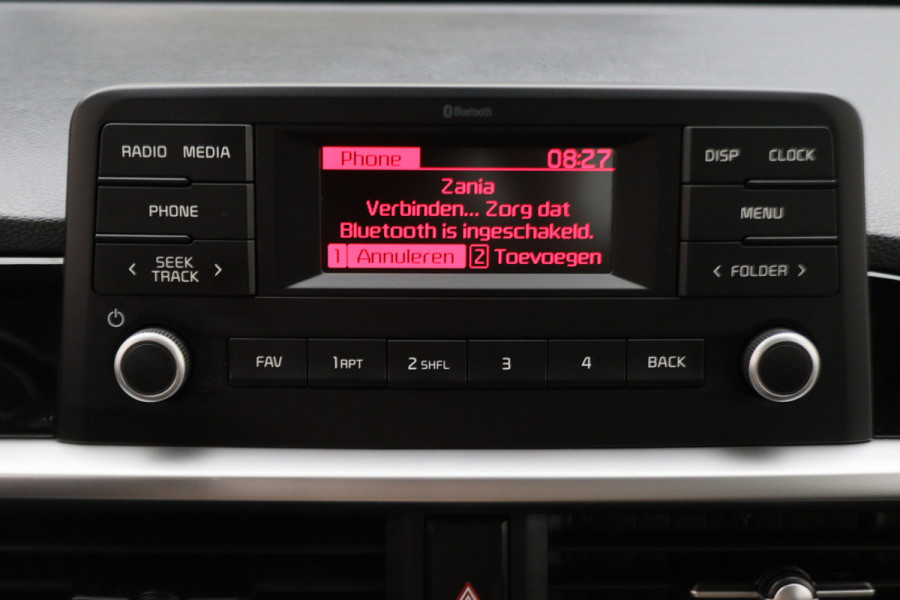 Bluetooth
RADIO MEDIA
PHONE
SEEK
TRACK
Phone 08:27
Zania
Verbinden... Zorg dat
Bluetooth is ingeschakeld.
1 Annuleren 2 Toevoegen
DISP CLOCK
MENU
FOLDER
FAV 1 RPT 2 SHFL 3 4 BACK